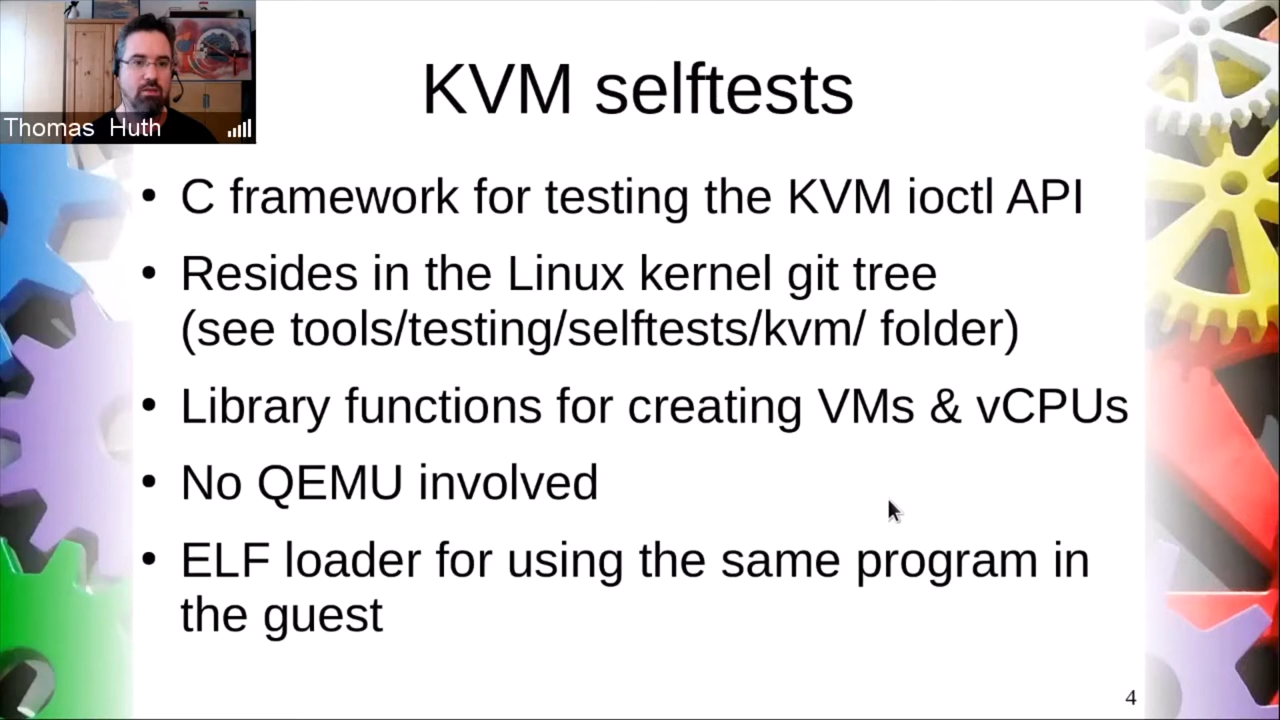 Thomas Huth
KVM selftests
• C framework for testing the KVM ioctl API
• Resides in the Linux kernel git tree
(see tools/testing/selftests/kvm/ folder)
• Library functions for creating VMs & vCPUs
• No QEMU involved
• ELF loader for using the same program in
the guest
4